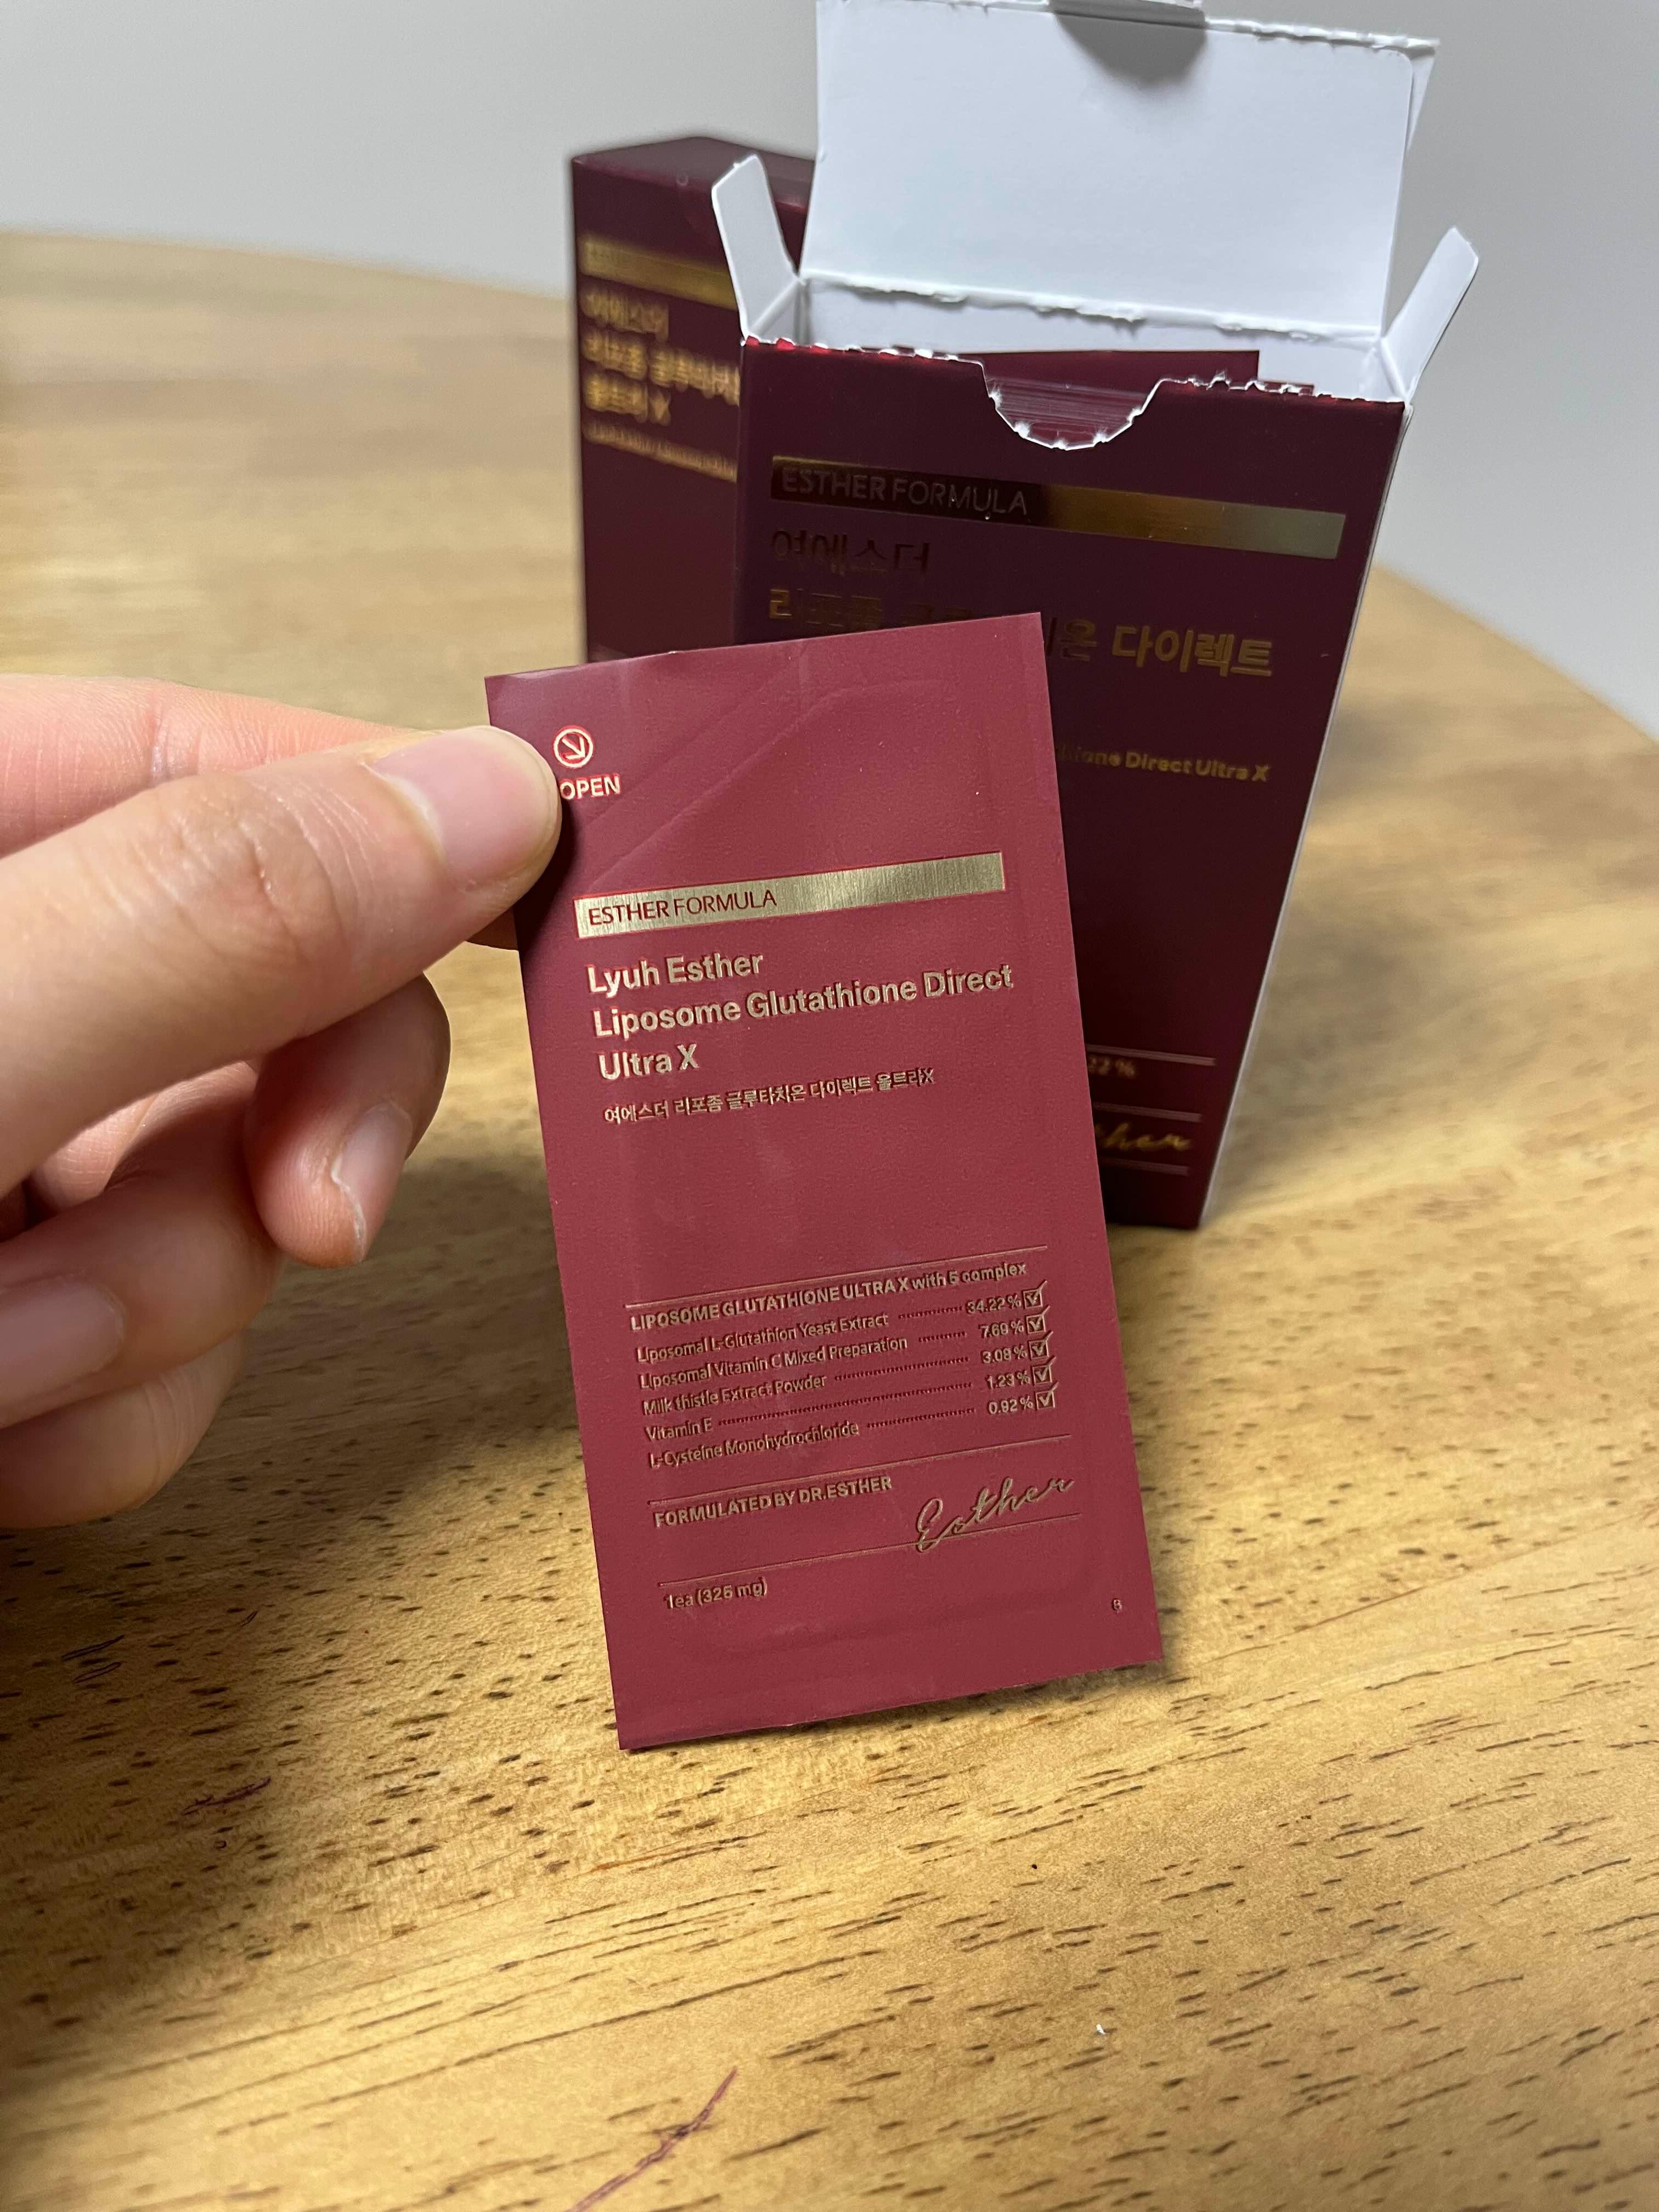 ESTHER FORMULA
여에스더
다이렉트
Direct Ultra X
OPEN
ESTHER FORMULA
Lyuh Esther
Liposome Glutathione Direct
Ultra X
여에스더 리포좀 글루타치온 다이렉트 울트라X
LIPOSOME GLUTATHIONE ULTRA X with 5 complex
Liposomal L-Glutathion Yeast Extract 34.22 %
Liposomal Vitamin C Mixed Preparation 7.69 %
Milk thistle Extract Powder 3.08 %
Vitamin E 1.23 %
L-Cysteine Monohydrochloride 0.92 %
FORMULATED BY DR.ESTHER
Esther
1ea (325 mg)